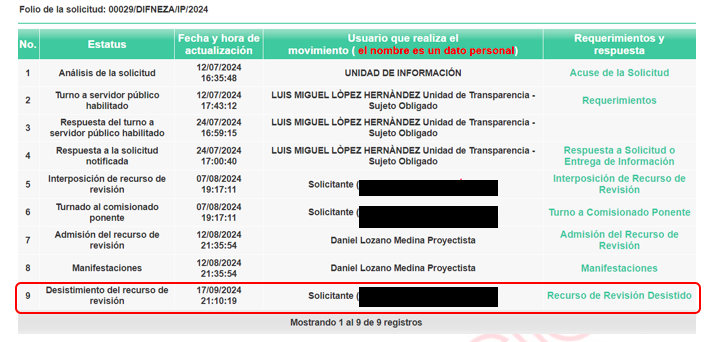 Folio de la solicitud: 00029/DIFNEZA/IP/2024
No. Estatus Fecha y hora de actualización Usuario que realiza el movimiento ( el nombre es un dato personal) Requerimientos y respuesta
1 Análisis de la solicitud 12/07/2024 16:35:48 UNIDAD DE INFORMACIÓN Acuse de la Solicitud
2 Turno a servidor público habilitado 12/07/2024 17:43:12 LUIS MIGUEL LÒPEZ HERNÀNDEZ Unidad de Transparencia - Sujeto Obligado Requerimientos
3 Respuesta del turno a servidor público habilitado 24/07/2024 16:59:15 LUIS MIGUEL LÒPEZ HERNÀNDEZ Unidad de Transparencia - Sujeto Obligado
4 Respuesta a la solicitud notificada 24/07/2024 17:00:40 LUIS MIGUEL LÒPEZ HERNÀNDEZ Unidad de Transparencia - Sujeto Obligado Respuesta a Solicitud o Entrega de Información
5 Interposición de recurso de revisión 07/08/2024 19:17:11 Solicitante ( Interposición de Recurso de Revisión
6 Turnado al comisionado ponente 07/08/2024 19:17:11 Solicitante ( Turno a Comisionado Ponente
7 Admisión del recurso de revisión 12/08/2024 21:35:54 Daniel Lozano Medina Proyectista Admisión del Recurso de Revisión
8 Manifestaciones 12/08/2024 21:35:54 Daniel Lozano Medina Proyectista Manifestaciones
9 Desistimiento del recurso de revisión 17/09/2024 21:10:19 Solicitante ( Recurso de Revisión Desistido
Mostrando 1 al 9 de 9 registros